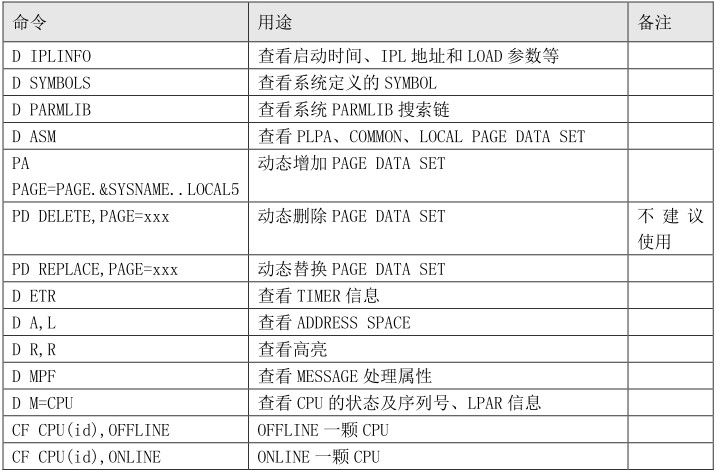 命令 用途 备注
D IPLINFO 查看启动时间、IPL 地址和 LOAD 参数等
D SYMBOLS 查看系统定义的 SYMBOL
D PARMLIB 查看系统 PARMLIB 搜索链
D ASM 查看 PLPA、COMMON、LOCAL PAGE DATA SET
PA 动态增加 PAGE DATA SET
PAGE=PAGE.&SYSNAME..LOCAL5
PD DELETE,PAGE=xxx 动态删除 PAGE DATA SET 不建议
使用
PD REPLACE,PAGE=xxx 动态替换 PAGE DATA SET
D ETR 查看 TIMER 信息
D A,L 查看 ADDRESS SPACE
D R,R 查看高亮
D MPF 查看 MESSAGE 处理属性
D M=CPU 查看 CPU 的状态及序列号、LPAR 信息
CF CPU(id),OFFLINE OFFLINE 一颗 CPU
CF CPU(id),ONLINE ONLINE 一颗 CPU